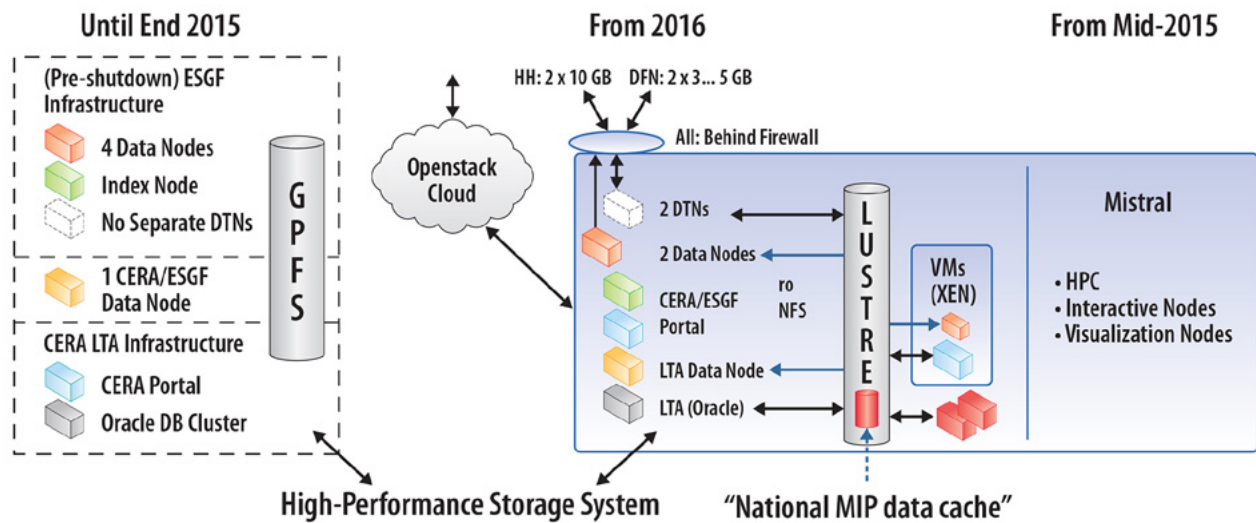 Until End 2015
(Pre-shutdown) ESGF
Infrastructure
4 Data Nodes
Index Node
No Separate DTNs
1 CERA/ESGF
Data Node
CERA LTA Infrastructure
CERA Portal
Oracle DB Cluster
GPFS
From 2016
HH: 2 x 10 GB
DFN: 2 x 3... 5 GB
All: Behind Firewall
Openstack
Cloud
2 DTNs
2 Data Nodes
CERA/ESGF
Portal
ro
NFS
LTA Data Node
LTA (Oracle)
LUSTRE
VMs
(XEN)
From Mid-2015
Mistral
• HPC
• Interactive Nodes
• Visualization Nodes
High-Performance Storage System
“National MIP data cache”